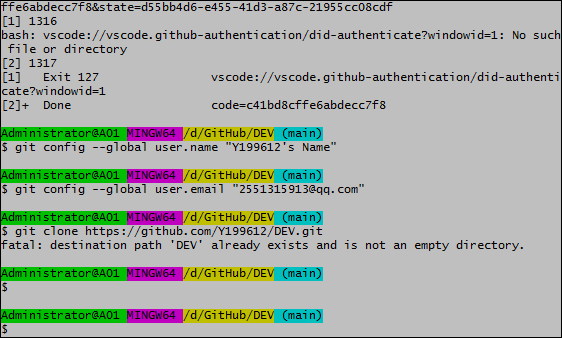 ffe6abdecc7f8&state=d55bb4d6-e455-41d3-a87c-21955cc08cdf
[1] 1316
bash: vscode://vscode.github-authentication/did-authenticate?windowid=1: No such
 file or directory
[2] 1317
[1]   Exit 127                vscode://vscode.github-authentication/did-authenti
cate?windowid=1
[2]+  Done                    code=c41bd8cffe6abdecc7f8
Administrator@A01 MINGW64 /d/GitHub/DEV (main)
$ git config --global user.name "Y199612's Name"
Administrator@A01 MINGW64 /d/GitHub/DEV (main)
$ git config --global user.email "2551315913@qq.com"
Administrator@A01 MINGW64 /d/GitHub/DEV (main)
$ git clone https://github.com/Y199612/DEV.git
fatal: destination path 'DEV' already exists and is not an empty directory.
Administrator@A01 MINGW64 /d/GitHub/DEV (main)
$
Administrator@A01 MINGW64 /d/GitHub/DEV (main)
$